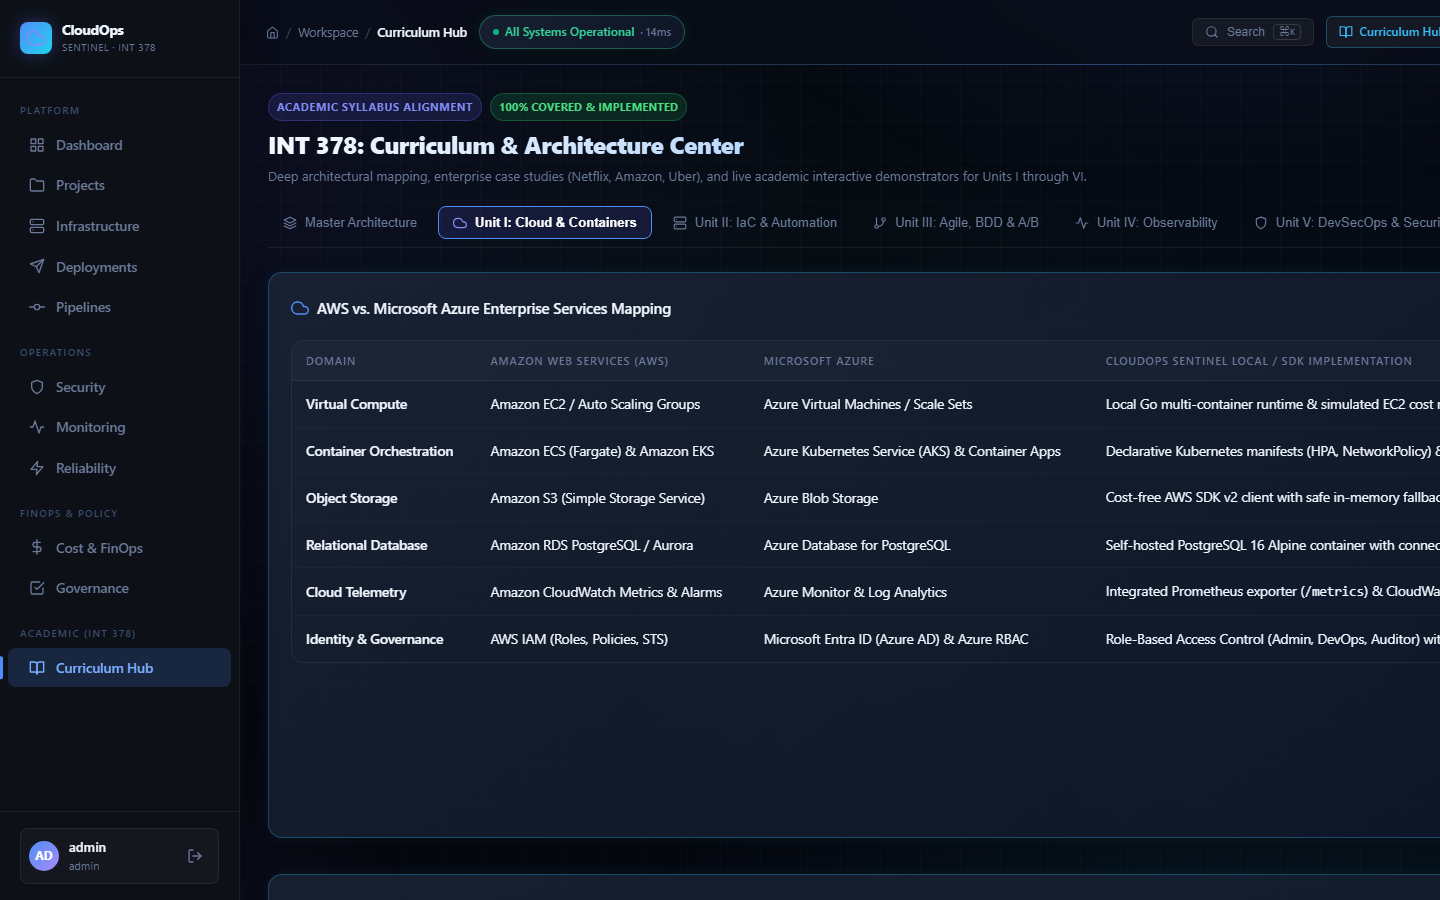 CloudOps
SENTINEL · INT 378
PLATFORM
Dashboard
Projects
Infrastructure
Deployments
Pipelines
OPERATIONS
Security
Monitoring
Reliability
FINOPS & POLICY
Cost & FinOps
Governance
ACADEMIC (INT 378)
Curriculum Hub
AD
admin
admin
/ Workspace / Curriculum Hub
All Systems Operational · 14ms
Search ⌘K
Curriculum
ACADEMIC SYLLABUS ALIGNMENT
100% COVERED & IMPLEMENTED
INT 378: Curriculum & Architecture Center
Deep architectural mapping, enterprise case studies (Netflix, Amazon, Uber), and live academic interactive demonstrators for Units I through VI.
Master Architecture
Unit I: Cloud & Containers
Unit II: IaC & Automation
Unit III: Agile, BDD & A/B
Unit IV: Observability
Unit V: DevSecOps & Securi
AWS vs. Microsoft Azure Enterprise Services Mapping
DOMAIN AMAZON WEB SERVICES (AWS) MICROSOFT AZURE CLOUDOPS SENTINEL LOCAL / SDK IMPLEMENTATION
Virtual Compute Amazon EC2 / Auto Scaling Groups Azure Virtual Machines / Scale Sets Local Go multi-container runtime & simulated EC2 cost
Container Orchestration Amazon ECS (Fargate) & Amazon EKS Azure Kubernetes Service (AKS) & Container Apps Declarative Kubernetes manifests (HPA, NetworkPolicy)
Object Storage Amazon S3 (Simple Storage Service) Azure Blob Storage Cost-free AWS SDK v2 client with safe in-memory fallbac
Relational Database Amazon RDS PostgreSQL / Aurora Azure Database for PostgreSQL Self-hosted PostgreSQL 16 Alpine container with connec
Cloud Telemetry Amazon CloudWatch Metrics & Alarms Azure Monitor & Log Analytics Integrated Prometheus exporter (/metrics) & CloudWa
Identity & Governance AWS IAM (Roles, Policies, STS) Microsoft Entra ID (Azure AD) & Azure RBAC Role-Based Access Control (Admin, DevOps, Auditor) wit